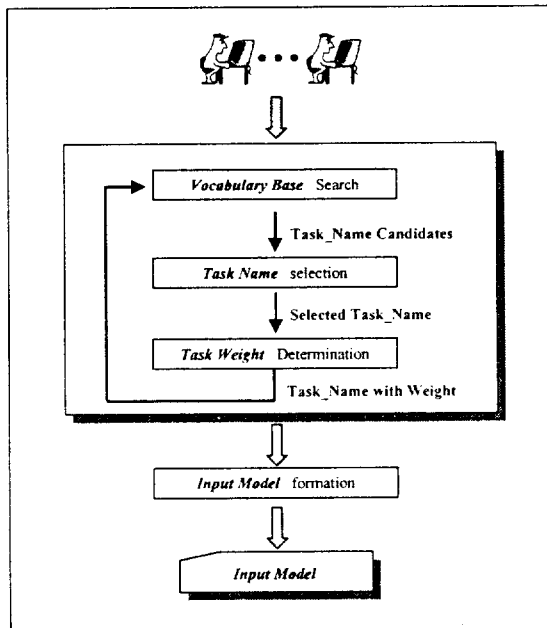 Vocabulary Base Search
Task_Name Candidates
Task Name selection
Selected Task_Name
Task Weight Determination
Task_Name with Weight
Input Model formation
Input Model